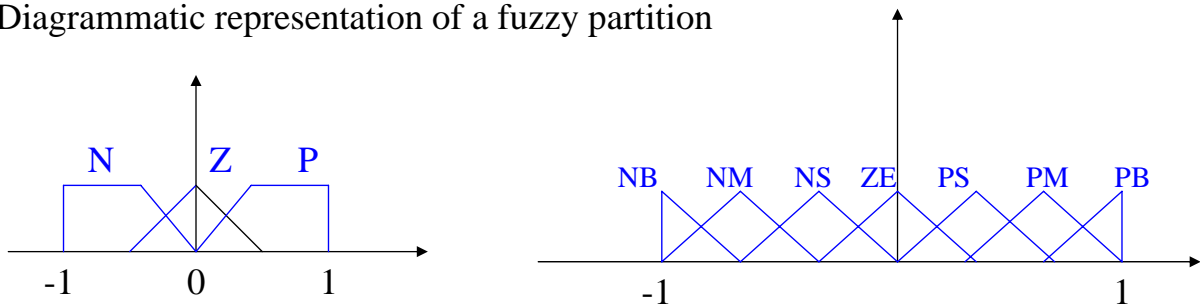 Diagrammatic representation of a fuzzy partition
N Z P
-1 0 1
NB NM NS ZE PS PM PB
-1 1